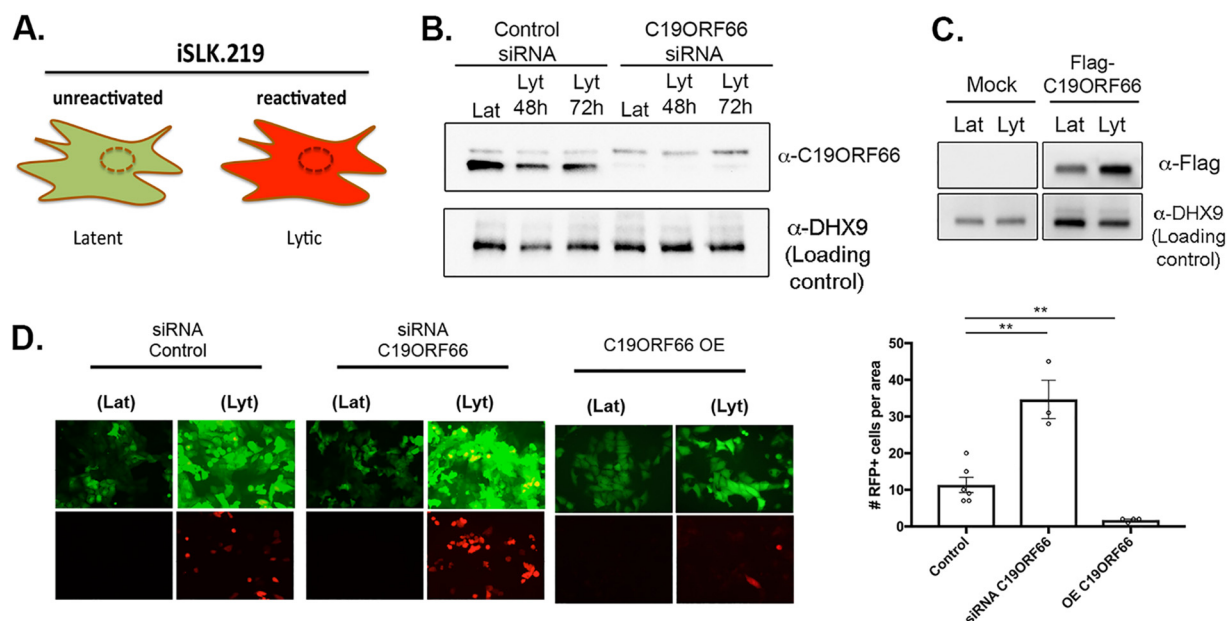 A.
iSLK.219
unreactivated reactivated
Latent Lytic
B.
Control C19ORF66
siRNA siRNA
Lyt Lyt Lyt Lyt
Lat 48h 72h Lat 48h 72h
α-C19ORF66
α-DHX9
(Loading
control)
C.
Flag-
Mock C19ORF66
Lat Lyt Lat Lyt
α-Flag
α-DHX9
(Loading
control)
D.
siRNA
Control
siRNA
C19ORF66
C19ORF66 OE
(Lat) (Lyt) (Lat) (Lyt) (Lat) (Lyt)
**
**
# RFP+ cells per area
50
40
30
20
10
0
Control
siRNA C19ORF66
OE C19ORF66